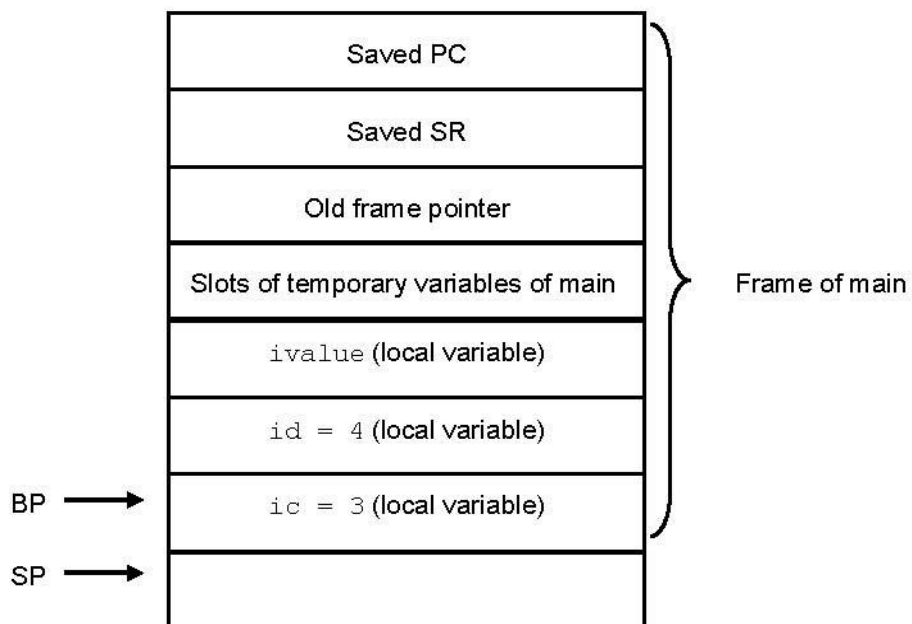 Saved PC
Saved SR
Old frame pointer
Slots of temporary variables of main
Frame of main
ivalue (local variable)
id = 4 (local variable)
BP
ic = 3 (local variable)
SP